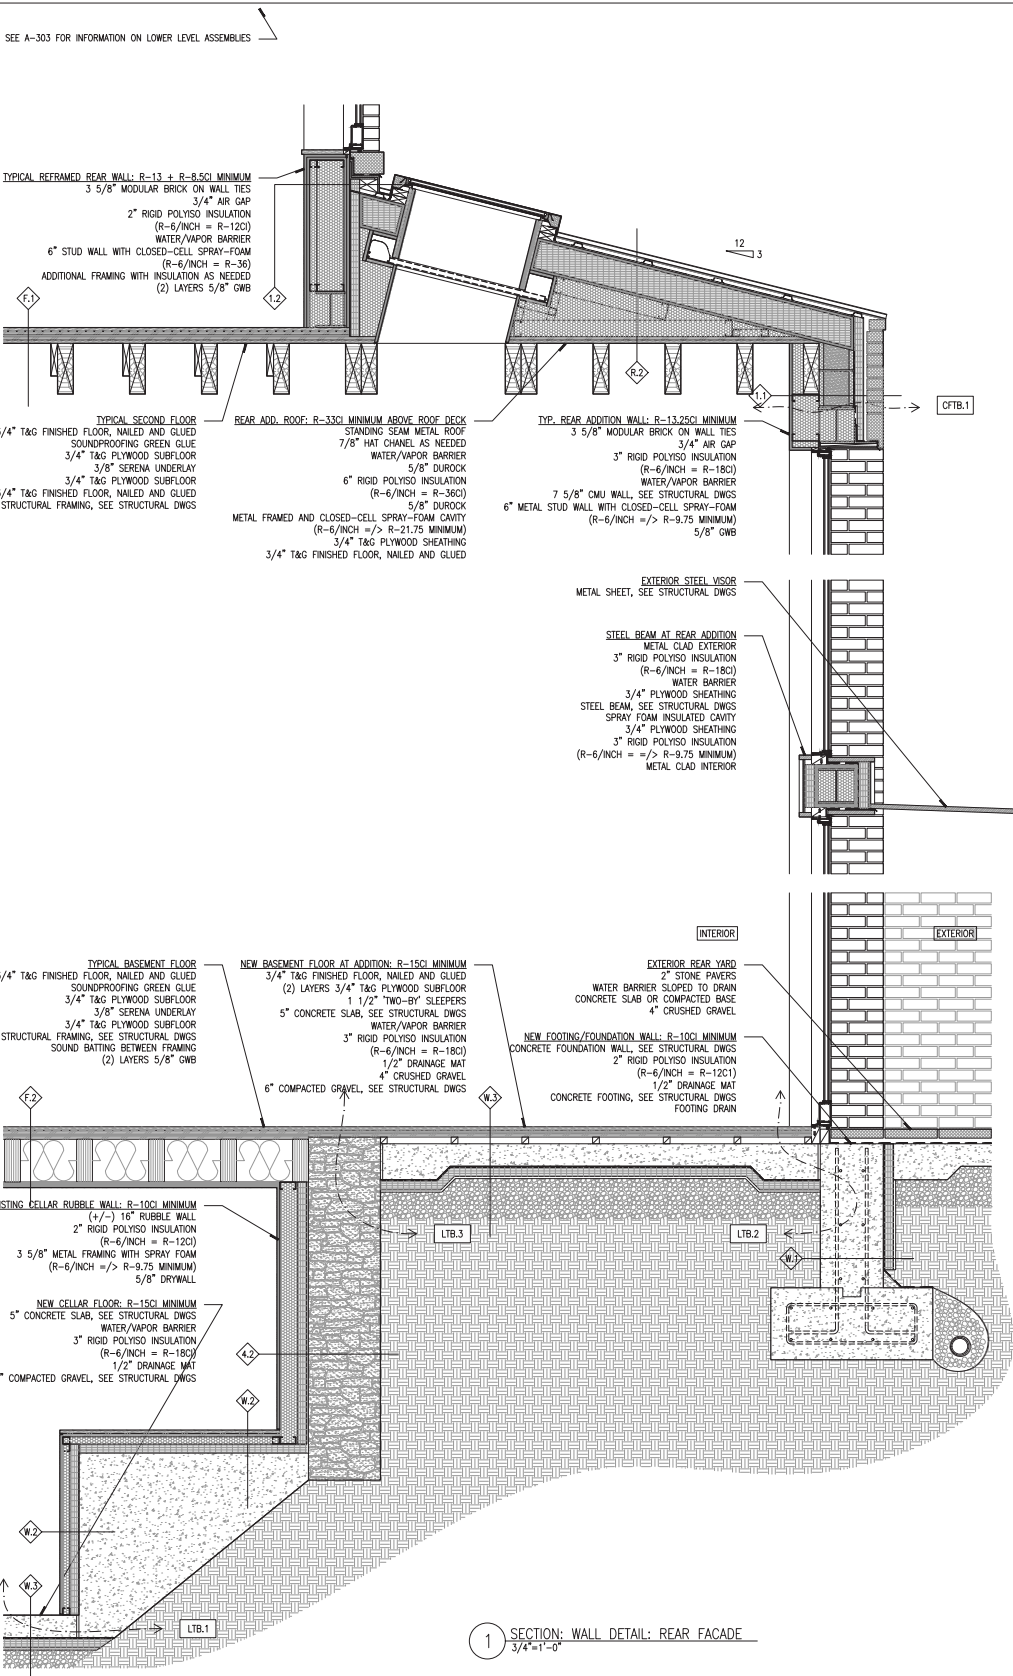 SEE A-303 FOR INFORMATION ON LOWER LEVEL ASSEMBLIES
TYPICAL REFRAMED REAR WALL: R-13 + R-8.5CI MINIMUM
3 5/8" MODULAR BRICK ON WALL TIES
3/4" AIR GAP
2" RIGID POLYISO INSULATION
(R-6/INCH = R-12CI)
WATER/VAPOR BARRIER
6" STUD WALL WITH CLOSED-CELL SPRAY-FOAM
(R-6/INCH = R-36)
ADDITIONAL FRAMING WITH INSULATION AS NEEDED
(2) LAYERS 5/8" GWB
12
3
F.1
1.2
R.2
1.1
CFTB.1
TYPICAL SECOND FLOOR
3/4" T&G FINISHED FLOOR, NAILED AND GLUED
SOUNDPROOFING GREEN GLUE
3/4" T&G PLYWOOD SUBFLOOR
3/8" SERENA UNDERLAY
3/4" T&G PLYWOOD SUBFLOOR
3/4" T&G FINISHED FLOOR, NAILED AND GLUED
STRUCTURAL FRAMING, SEE STRUCTURAL DWGS
REAR ADD. ROOF: R-33CI MINIMUM ABOVE ROOF DECK
STANDING SEAM METAL ROOF
7/8" HAT CHANEL AS NEEDED
WATER/VAPOR BARRIER
5/8" DUROCK
6" RIGID POLYISO INSULATION
(R-6/INCH = R-36CI)
5/8" DUROCK
METAL FRAMED AND CLOSED-CELL SPRAY-FOAM CAVITY
(R-6/INCH =/> R-21.75 MINIMUM)
3/4" T&G PLYWOOD SHEATHING
3/4" T&G FINISHED FLOOR, NAILED AND GLUED
TYP. REAR ADDITION WALL: R-13.25CI MINIMUM
3 5/8" MODULAR BRICK ON WALL TIES
3/4" AIR GAP
3" RIGID POLYISO INSULATION
(R-6/INCH = R-18CI)
WATER/VAPOR BARRIER
7 5/8" CMU WALL, SEE STRUCTURAL DWGS
6" METAL STUD WALL WITH CLOSED-CELL SPRAY-FOAM
(R-6/INCH =/> R-9.75 MINIMUM)
5/8" GWB
EXTERIOR STEEL VISOR
METAL SHEET, SEE STRUCTURAL DWGS
STEEL BEAM AT REAR ADDITION
METAL CLAD EXTERIOR
3" RIGID POLYISO INSULATION
(R-6/INCH = R-18CI)
WATER BARRIER
3/4" PLYWOOD SHEATHING
STEEL BEAM, SEE STRUCTURAL DWGS
SPRAY FOAM INSULATED CAVITY
3/4" PLYWOOD SHEATHING
3" RIGID POLYISO INSULATION
(R-6/INCH = =/> R-9.75 MINIMUM)
METAL CLAD INTERIOR
INTERIOR
EXTERIOR
TYPICAL BASEMENT FLOOR
3/4" T&G FINISHED FLOOR, NAILED AND GLUED
SOUNDPROOFING GREEN GLUE
3/4" T&G PLYWOOD SUBFLOOR
3/8" SERENA UNDERLAY
3/4" T&G PLYWOOD SUBFLOOR
STRUCTURAL FRAMING, SEE STRUCTURAL DWGS
SOUND BATTING BETWEEN FRAMING
(2) LAYERS 5/8" GWB
NEW BASEMENT FLOOR AT ADDITION: R-15CI MINIMUM
3/4" T&G FINISHED FLOOR, NAILED AND GLUED
(2) LAYERS 3/4" T&G PLYWOOD SUBFLOOR
1 1/2" 'TWO-BY' SLEEPERS
5" CONCRETE SLAB, SEE STRUCTURAL DWGS
WATER/VAPOR BARRIER
3" RIGID POLYISO INSULATION
(R-6/INCH = R-18CI)
1/2" DRAINAGE MAT
4" CRUSHED GRAVEL
6" COMPACTED GRAVEL, SEE STRUCTURAL DWGS
EXTERIOR REAR YARD
2" STONE PAVERS
WATER BARRIER SLOPED TO DRAIN
CONCRETE SLAB OR COMPACTED BASE
4" CRUSHED GRAVEL
NEW FOOTING/FOUNDATION WALL: R-10CI MINIMUM
CONCRETE FOUNDATION WALL, SEE STRUCTURAL DWGS
2" RIGID POLYISO INSULATION
(R-6/INCH = R-12C1)
1/2" DRAINAGE MAT
CONCRETE FOOTING, SEE STRUCTURAL DWGS
FOOTING DRAIN
F.2
W.3
ISTING CELLAR RUBBLE WALL: R-10CI MINIMUM
(+/-) 16" RUBBLE WALL
2" RIGID POLYISO INSULATION
(R-6/INCH = R-12CI)
3 5/8" METAL FRAMING WITH SPRAY FOAM
(R-6/INCH =/> R-9.75 MINIMUM)
5/8" DRYWALL
LTB.3
LTB.2
W.1
NEW CELLAR FLOOR: R-15CI MINIMUM
5" CONCRETE SLAB, SEE STRUCTURAL DWGS
WATER/VAPOR BARRIER
3" RIGID POLYISO INSULATION
(R-6/INCH = R-18CI)
1/2" DRAINAGE MAT
" COMPACTED GRAVEL, SEE STRUCTURAL DWGS
4.2
W.2
W.2
W.3
LTB.1
1
SECTION: WALL DETAIL: REAR FACADE
3/4"=1'-0"